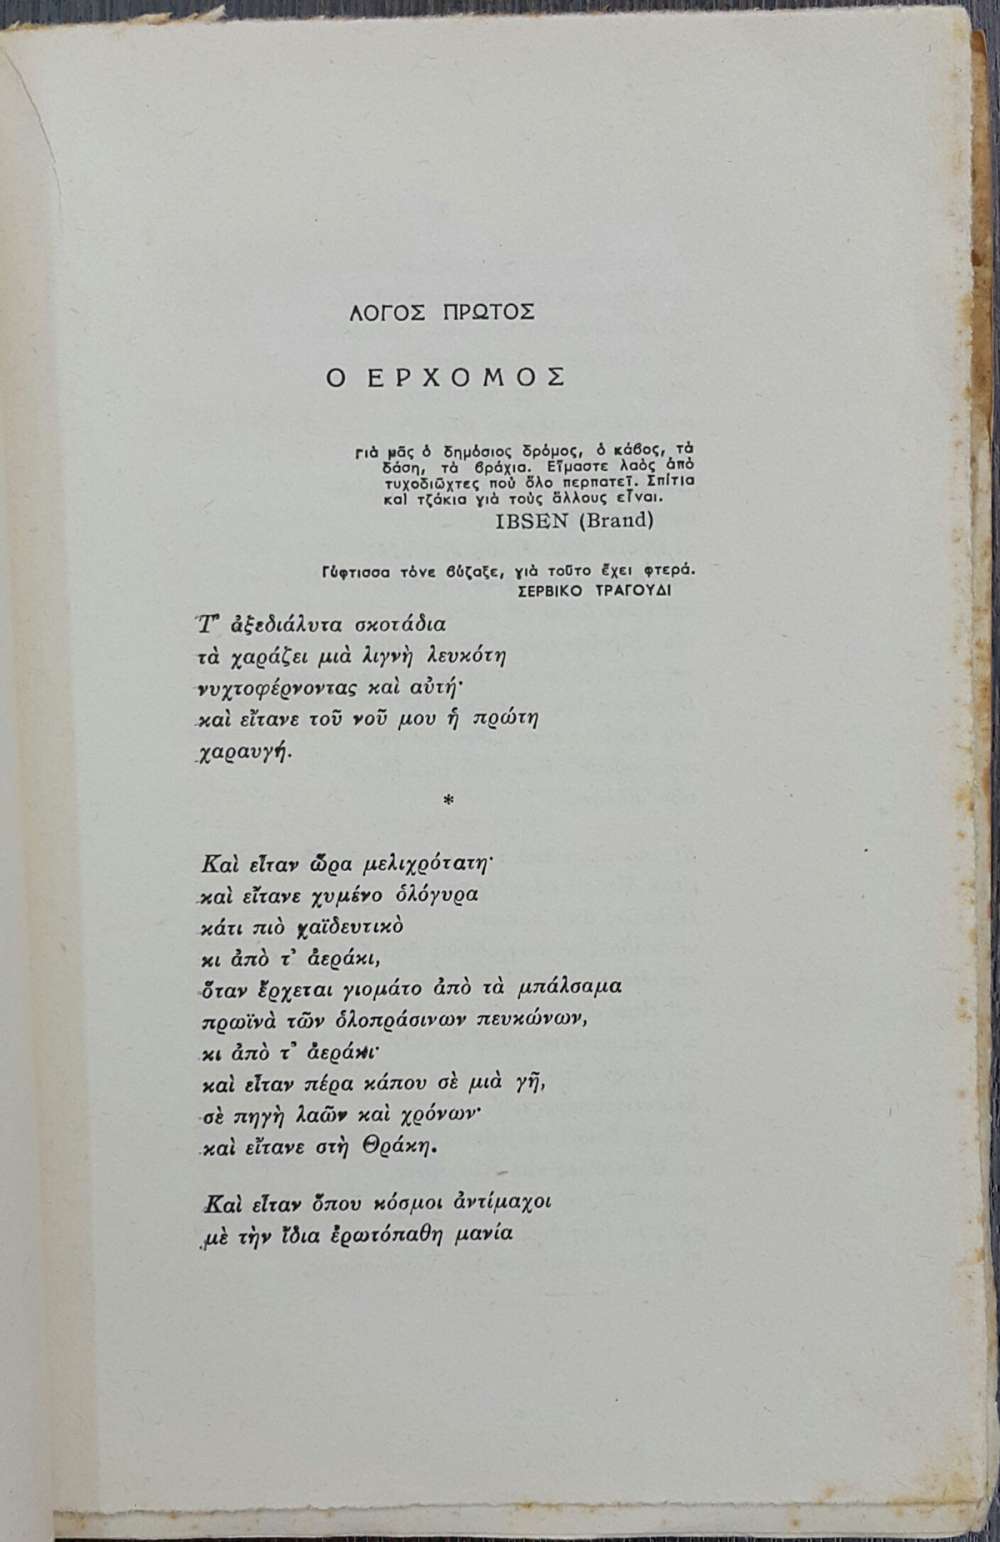 ΛΟΓΟΣ ΠΡΩΤΟΣ
Ο ΕΡΧΟΜΟΣ
Γιὰ μᾶς ὁ δημόσιος δρόμος, ὁ κάβος, τὰ
δάση, τὰ βράχια. Εἴμαστε λαὸς ἀπὸ
τυχοδιῶχτες ποὺ ὅλο περπατεῖ. Σπίτια
καὶ τζάκια γιὰ τοὺς ἄλλους εἶναι.
IBSEN (Brand)
Γύφτισσα τόνε βύζαξε, γιὰ τοῦτο ἔχει φτερά.
ΣΕΡΒΙΚΟ ΤΡΑΓΟΥΔΙ
Τ' ἀξεδιάλυτα σκοτάδια
τὰ χαράζει μιὰ λιγνὴ λευκότη
νυχτοφέρνοντας καὶ αὐτή·
καὶ εἴτανε τοῦ νοῦ μου ἡ πρώτη
χαραυγή.
*
Καὶ εἶταν ὥρα μελιχρότατη·
καὶ εἴτανε χυμένο ὁλόγυρα
κάτι πιὸ χαϊδευτικὸ
κι ἀπὸ τ' ἀεράκι,
ὅταν ἔρχεται γιομάτο ἀπὸ τὰ μπάλσαμα
πρωϊνὰ τῶν ὁλοπράσινων πευκώνων,
κι ἀπὸ τ' ἀεράκι·
καὶ εἶταν πέρα κάπου σὲ μιὰ γῆ,
σὲ πηγὴ λαῶν καὶ χρόνων·
καὶ εἴτανε στὴ Θράκη.
Καὶ εἶταν ὅπου κόσμοι ἀντίμαχοι
μὲ τὴν ἴδια ἐρωτόπαθη μανία